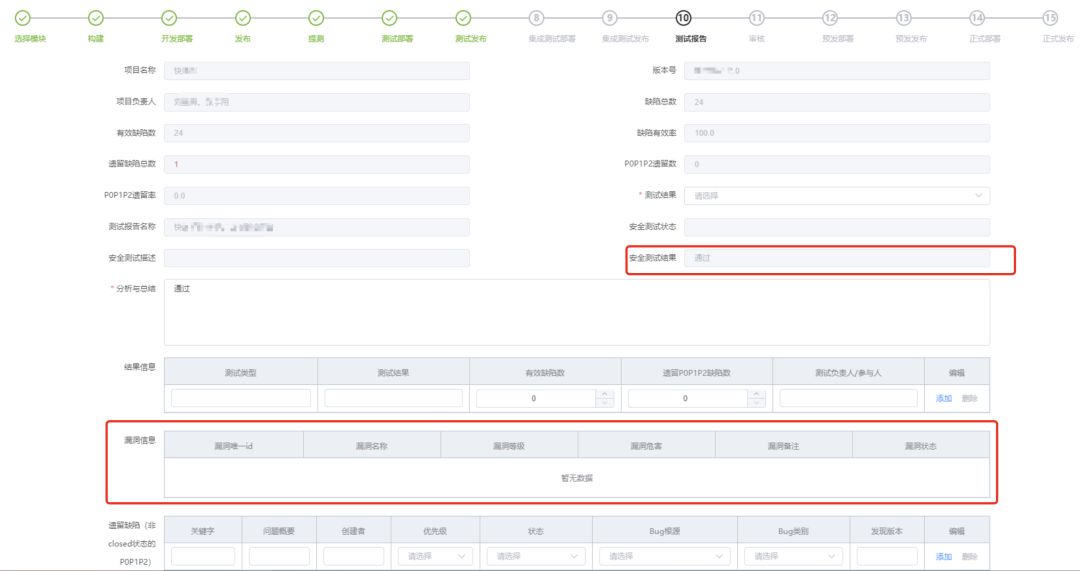 8 9 10 11 12 13 14 15
选择模块 构建 开发部署 发布 提测 测试部署 测试发布 集成测试部署 集成测试发布 测试报告 审核 预发部署 预发发布 正式部署 正式发布
项目名称 版本号
项目负责人 缺陷总数 24
有效缺陷数 24 缺陷有效率 100.0
遗留缺陷总数 1 P0P1P2遗留数 0
P0P1P2遗留率 0.0 * 测试结果 请选择
测试报告名称 安全测试状态
安全测试描述 安全测试结果 通过
* 分析与总结 通过
结果信息 测试类型 测试结果 有效缺陷数 遗留P0P1P2缺陷数 测试负责人/参与人 编辑
0 0 添加 删除
漏洞信息 漏洞唯一id 漏洞名称 漏洞等级 漏洞危害 漏洞备注 漏洞状态
暂无数据
遗留缺陷（非 关键字 问题概要 创建者 优先级 状态 Bug根源 Bug类别 发现版本 编辑
closed状态的
P0P1P2） 请选择 请选择 请选择 请选择 添加 删除